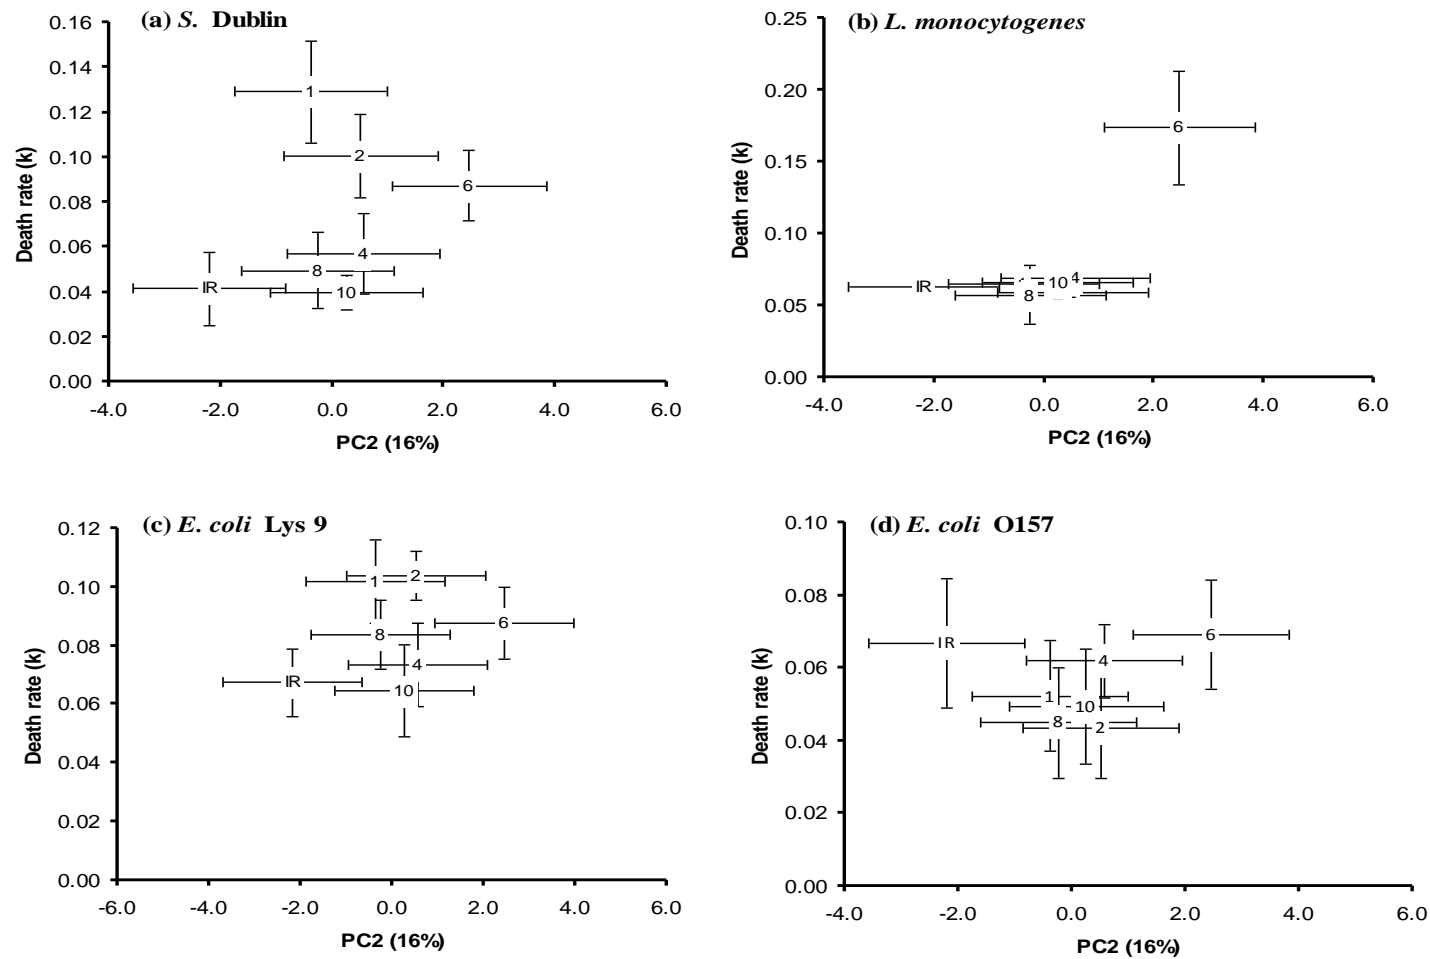 (a) S. Dublin
0.16
0.14
0.12
0.10
0.08
0.06
0.04
0.02
0.00
Death rate (k)
1
2
6
4
8
IR
10
-4.0 -2.0 0.0 2.0 4.0 6.0
PC2 (16%)
(b) L. monocytogenes
0.25
0.20
0.15
0.10
0.05
0.00
Death rate (k)
6
4
10
IR
8
-4.0 -2.0 0.0 2.0 4.0 6.0
PC2 (16%)
(c) E. coli Lys 9
0.12
0.10
0.08
0.06
0.04
0.02
0.00
Death rate (k)
1
2
6
8
4
IR
10
-6.0 -4.0 -2.0 0.0 2.0 4.0 6.0
PC2 (16%)
(d) E. coli O157
0.10
0.08
0.06
0.04
0.02
0.00
Death rate (k)
IR
6
4
1
10
8
2
-4.0 -2.0 0.0 2.0 4.0 6.0
PC2 (16%)